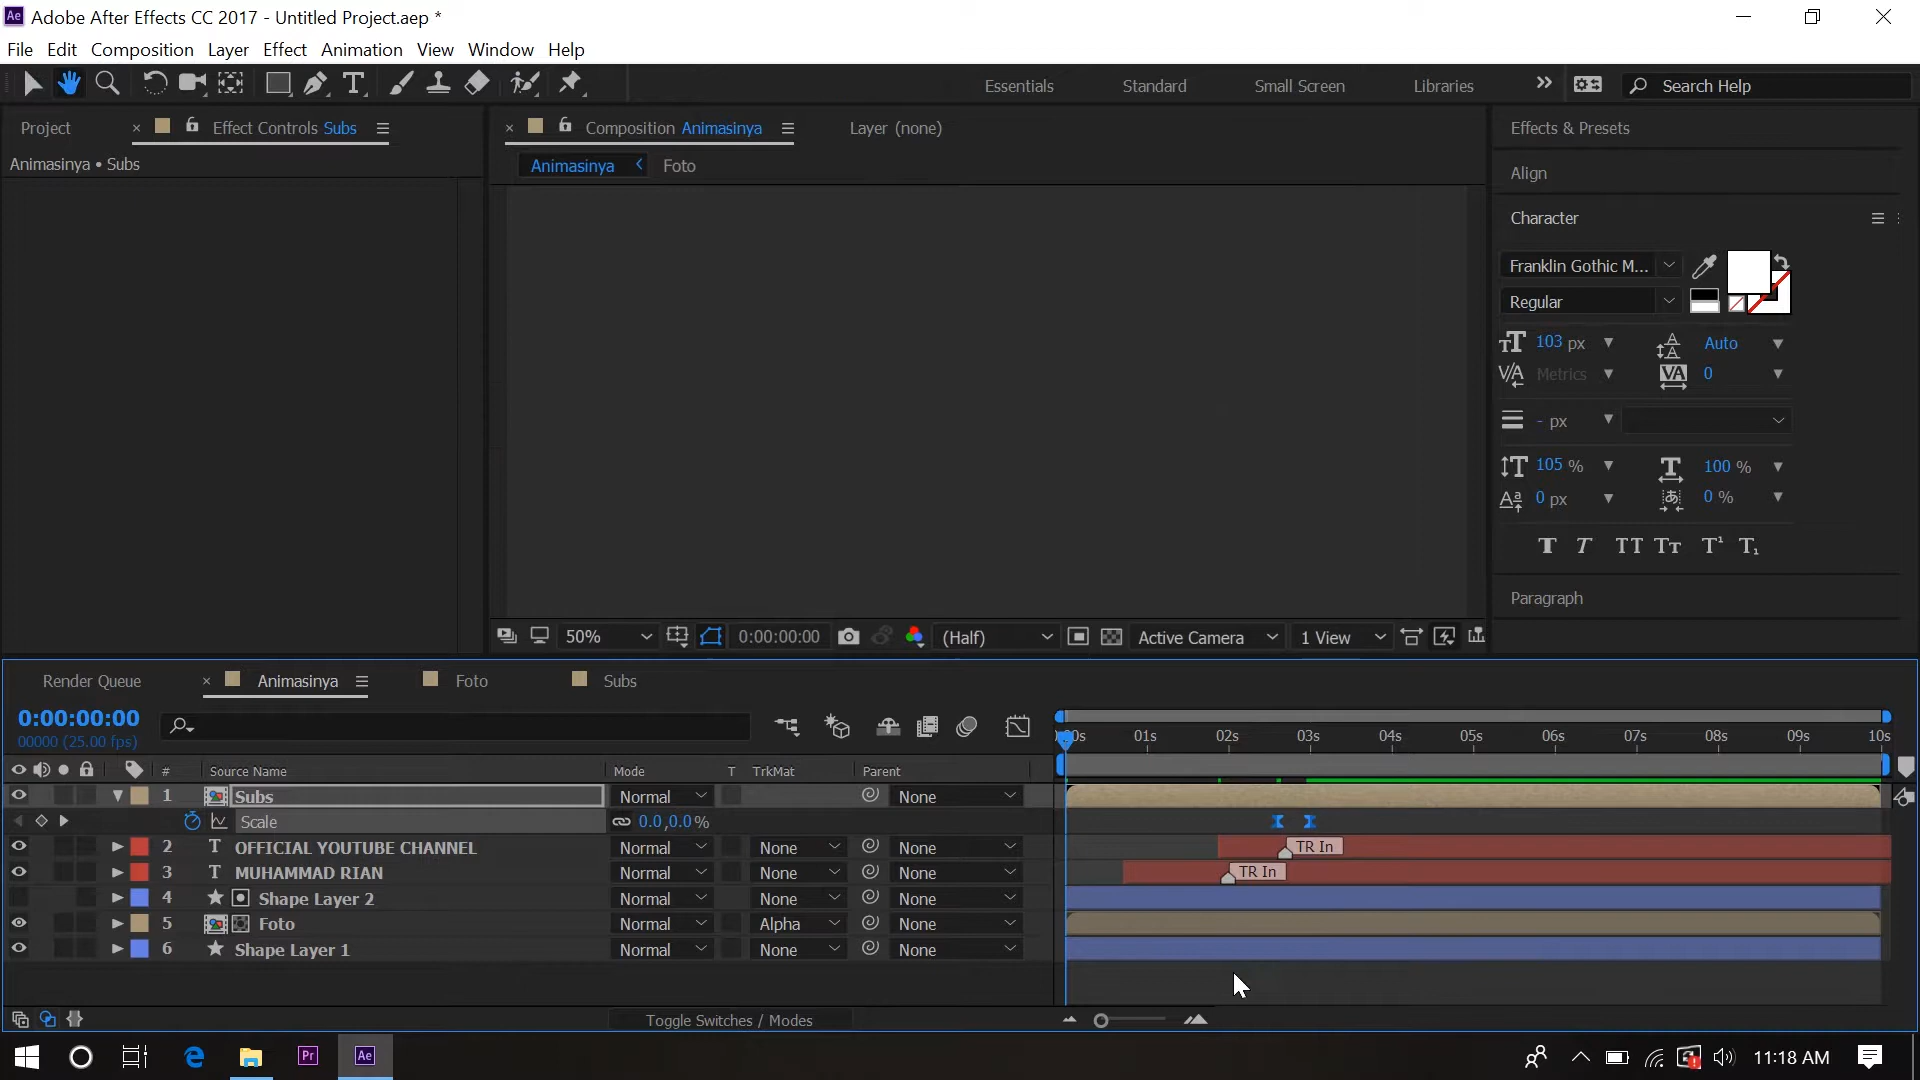 Ae Adobe After Effects CC 2017 - Untitled Project.aep *
File Edit Composition Layer Effect Animation View Window Help
Essentials Standard Small Screen Libraries Search Help
Project × Effect Controls Subs × Composition Animasinya Layer (none) Effects & Presets
Animasinya • Subs
Animasinya Foto
Align
Character
Franklin Gothic M...
Regular
103 px Auto
Metrics 0
- px
105 % 100 %
0 px 0 %
T T TT Tт T¹ T₁
Paragraph
50% 0:00:00:00 (Half) Active Camera 1 View
Render Queue × Animasinya Foto Subs
0:00:00:00
00000 (25.00 fps)
01s 02s 03s 04s 05s 06s 07s 08s 09s 10s
# Source Name Mode T TrkMat Parent
1 Subs Normal None
Scale 0.0,0.0%
2 T OFFICIAL YOUTUBE CHANNEL Normal None None TR In
3 T MUHAMMAD RIAN Normal None None TR In
4 Shape Layer 2 Normal None None
5 Foto Normal Alpha None
6 Shape Layer 1 Normal None None
Toggle Switches / Modes
Pr Ae 11:18 AM